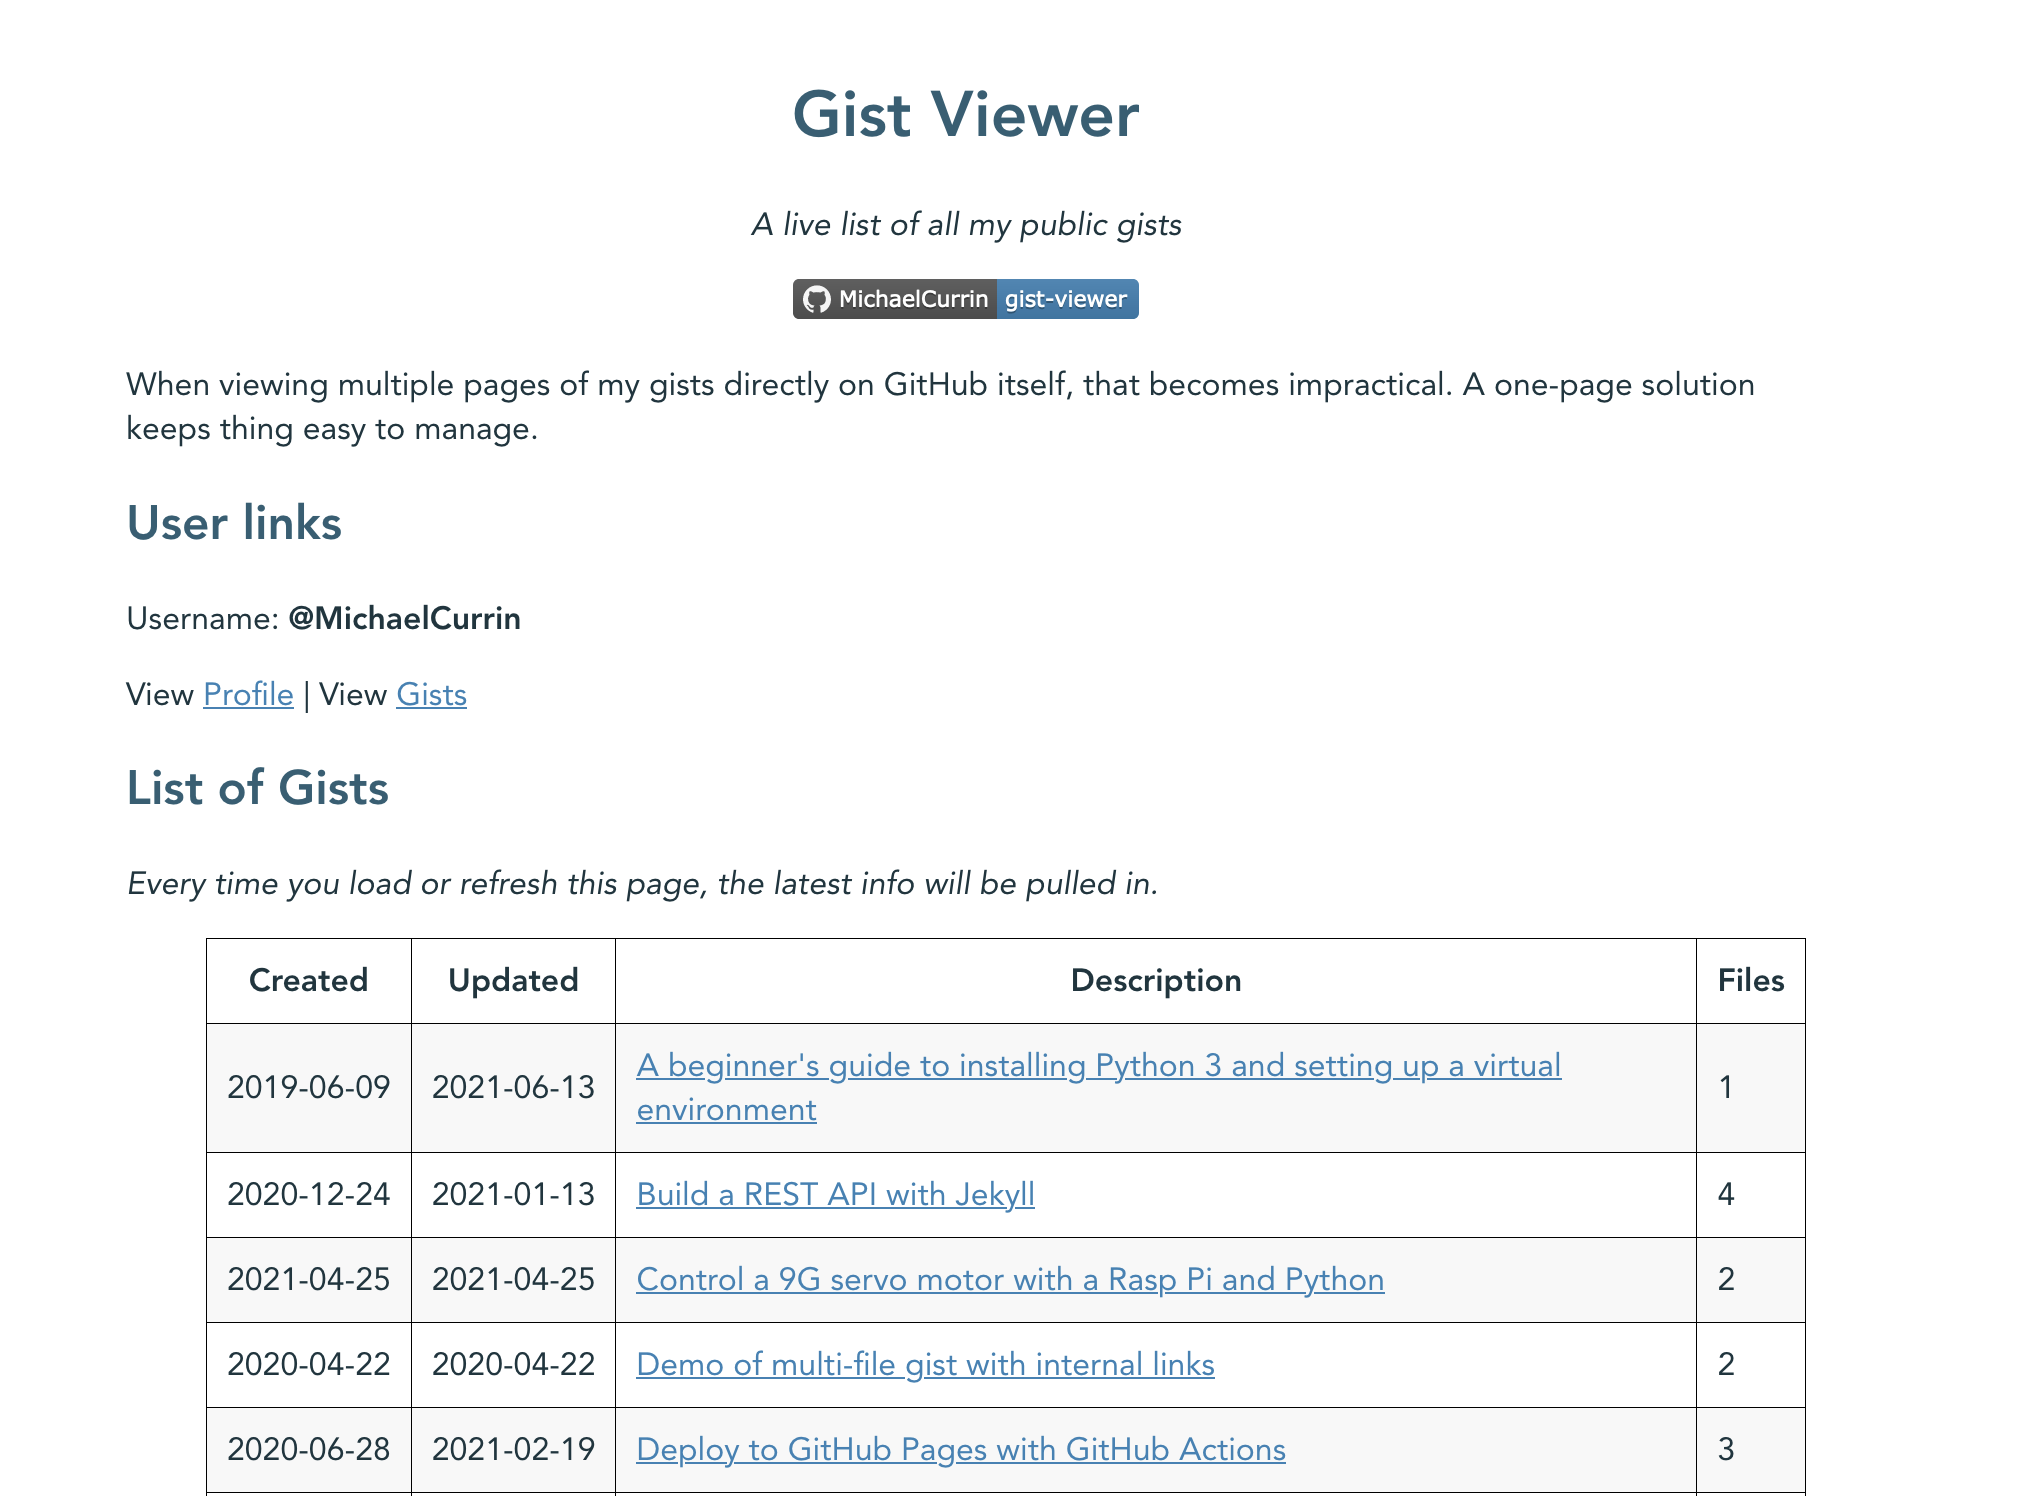 Gist Viewer
A live list of all my public gists
MichaelCurrin gist-viewer
When viewing multiple pages of my gists directly on GitHub itself, that becomes impractical. A one-page solution
keeps thing easy to manage.
User links
Username: @MichaelCurrin
View Profile | View Gists
List of Gists
Every time you load or refresh this page, the latest info will be pulled in.
Created Updated Description Files
2019-06-09 2021-06-13 A beginner's guide to installing Python 3 and setting up a virtual
environment 1
2020-12-24 2021-01-13 Build a REST API with Jekyll 4
2021-04-25 2021-04-25 Control a 9G servo motor with a Rasp Pi and Python 2
2020-04-22 2020-04-22 Demo of multi-file gist with internal links 2
2020-06-28 2021-02-19 Deploy to GitHub Pages with GitHub Actions 3